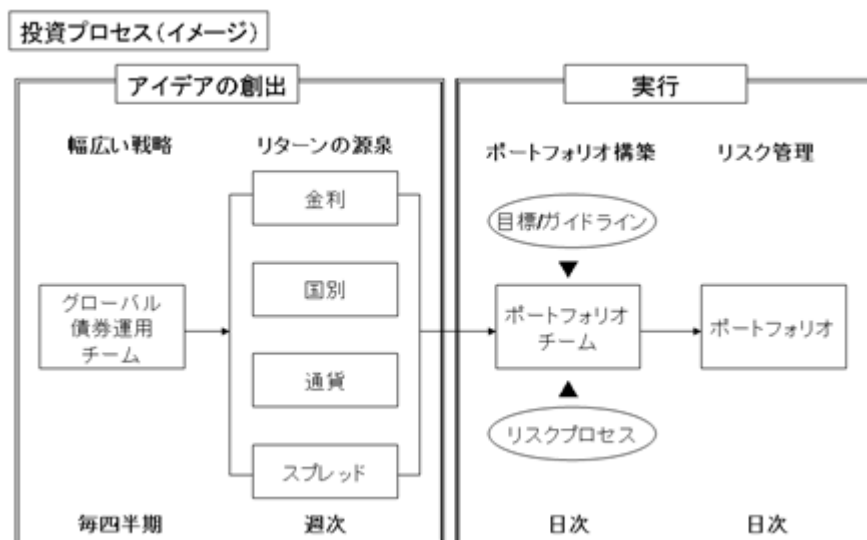 投資プロセス(イメージ)
アイデアの創出
実行
幅広い戦略
リターンの源泉
ポートフォリオ構築
リスク管理
金利
目標/ガイドライン
国別
グローバル
債券運用
チーム
ポートフォリオ
チーム
ポートフォリオ
通貨
リスクプロセス
スプレッド
毎四半期
週次
日次
日次